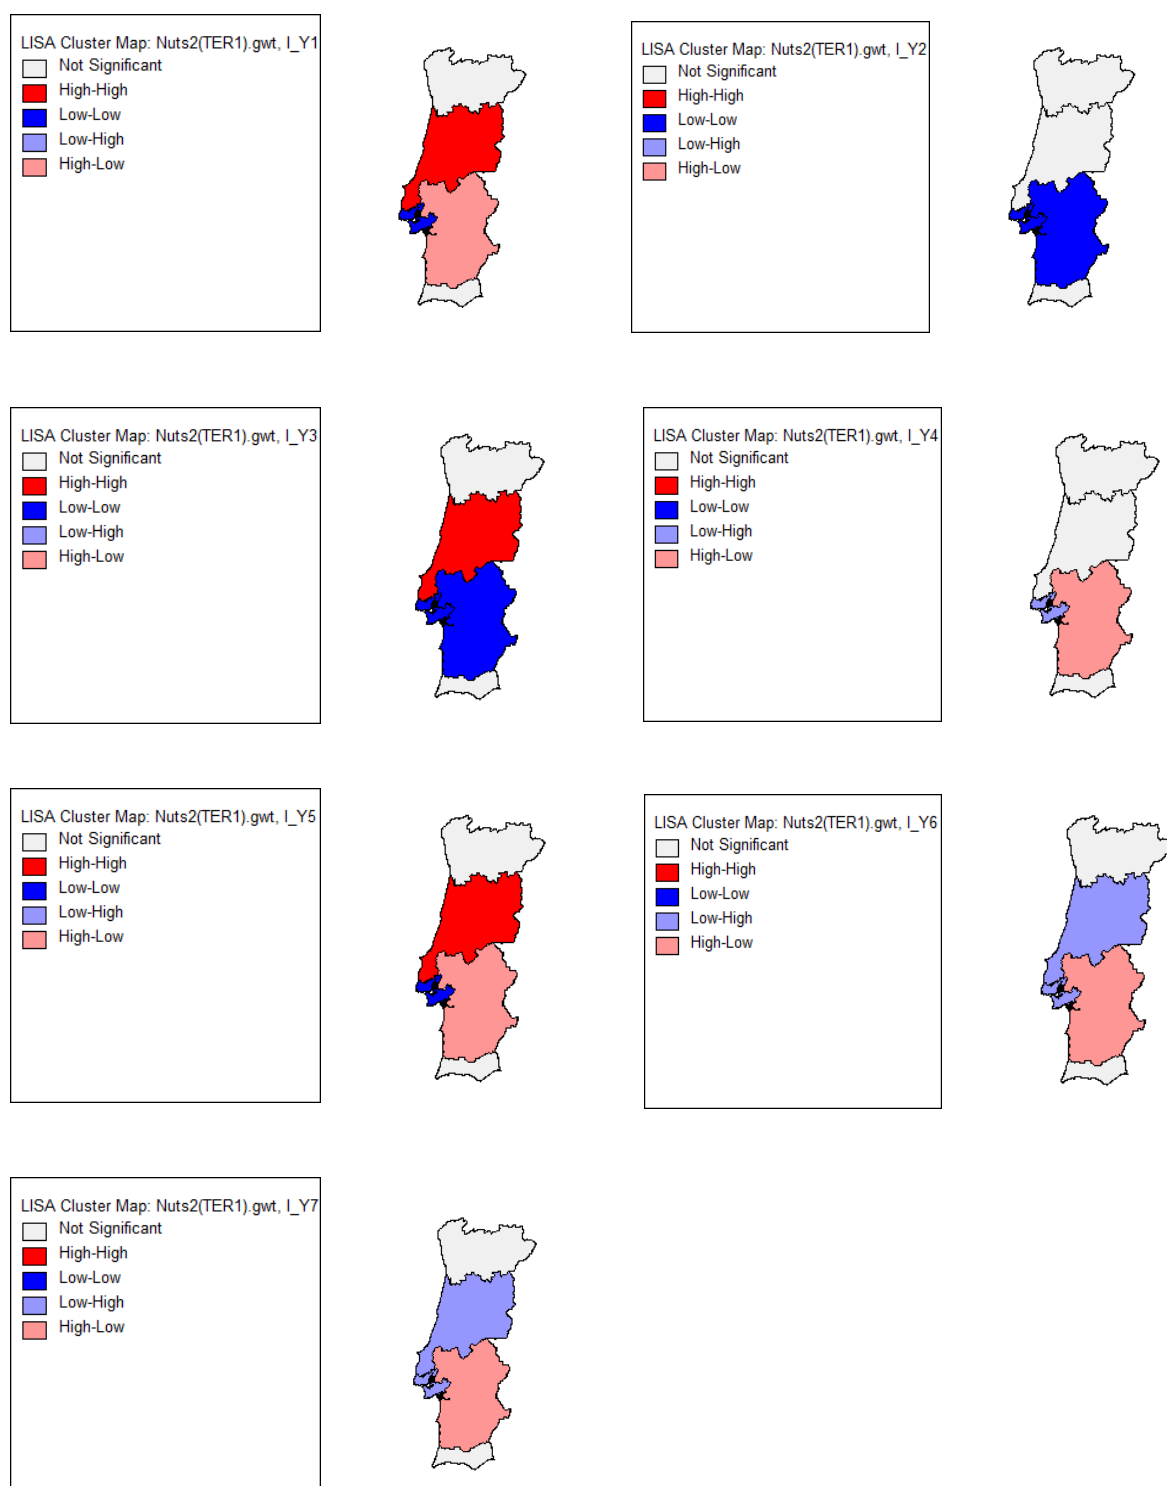 LISA Cluster Map: Nuts2(TER1).gwt, I_Y1
Not Significant
High-High
Low-Low
Low-High
High-Low
LISA Cluster Map: Nuts2(TER1).gwt, I_Y2
Not Significant
High-High
Low-Low
Low-High
High-Low
LISA Cluster Map: Nuts2(TER1).gwt, I_Y3
Not Significant
High-High
Low-Low
Low-High
High-Low
LISA Cluster Map: Nuts2(TER1).gwt, I_Y4
Not Significant
High-High
Low-Low
Low-High
High-Low
LISA Cluster Map: Nuts2(TER1).gwt, I_Y5
Not Significant
High-High
Low-Low
Low-High
High-Low
LISA Cluster Map: Nuts2(TER1).gwt, I_Y6
Not Significant
High-High
Low-Low
Low-High
High-Low
LISA Cluster Map: Nuts2(TER1).gwt, I_Y7
Not Significant
High-High
Low-Low
Low-High
High-Low